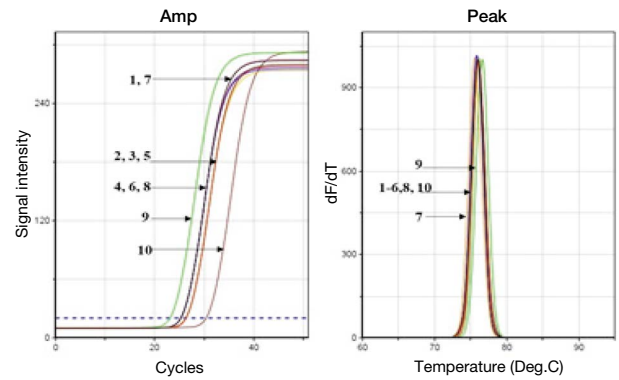 Amp
Signal intensity
240
120
0
0
20
40
Cycles
1, 7
2, 3, 5
4, 6, 8
9
10
Peak
dF/dT
900
600
300
0
60
70
80
90
Temperature (Deg.C)
9
1-6,8, 10
7